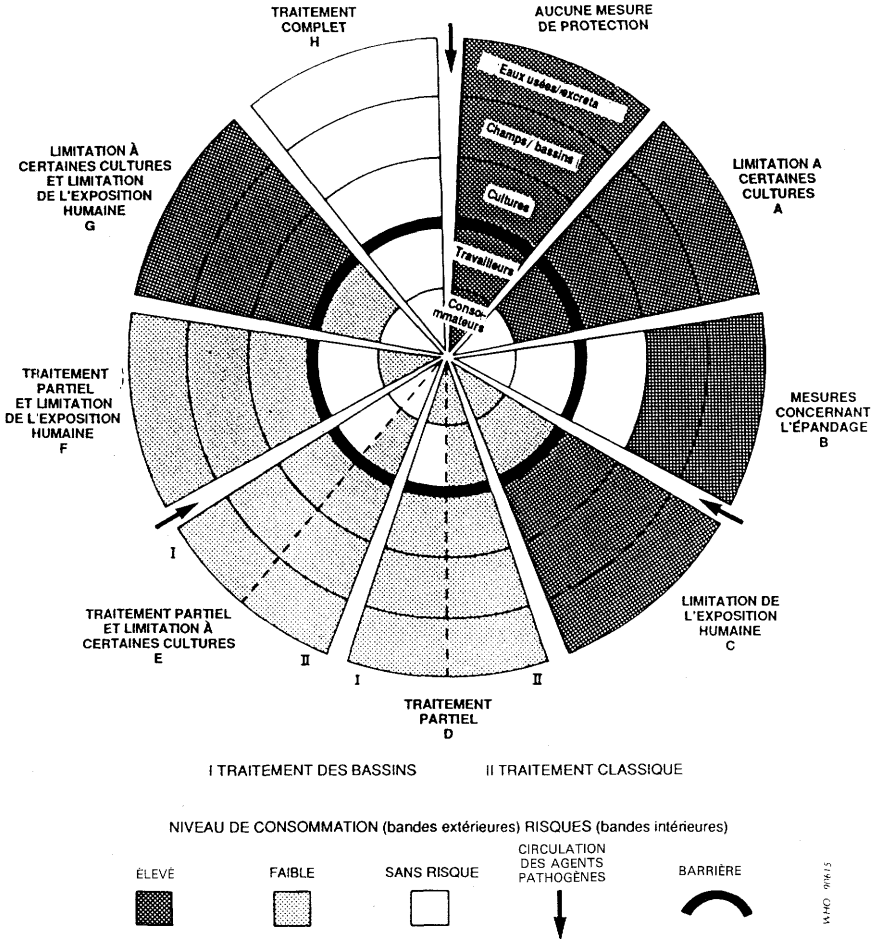 TRAITEMENT
COMPLET
H
AUCUNE MESURE
DE PROTECTION
Eaux usées/excreta
Champs/bassins
Cultures
Travailleurs
Conso-
mmateurs
LIMITATION A
CERTAINES
CULTURES
A
MESURES
CONCERNANT
L'ÉPANDAGE
B
LIMITATION DE
L'EXPOSITION
HUMAINE
C
I
II
TRAITEMENT
PARTIEL
D
I
II
TRAITEMENT PARTIEL
ET LIMITATION À
CERTAINES CULTURES
E
TRAITEMENT
PARTIEL
ET LIMITATION
DE L'EXPOSITION
HUMAINE
F
LIMITATION À
CERTAINES CULTURES
ET LIMITATION
DE L'EXPOSITION
HUMAINE
G
I TRAITEMENT DES BASSINS II TRAITEMENT CLASSIQUE
NIVEAU DE CONSOMMATION (bandes extérieures) RISQUES (bandes intérieures)
ÉLEVÉ
FAIBLE
SANS RISQUE
CIRCULATION
DES AGENTS
PATHOGÈNES
BARRIÈRE
WHO 90615